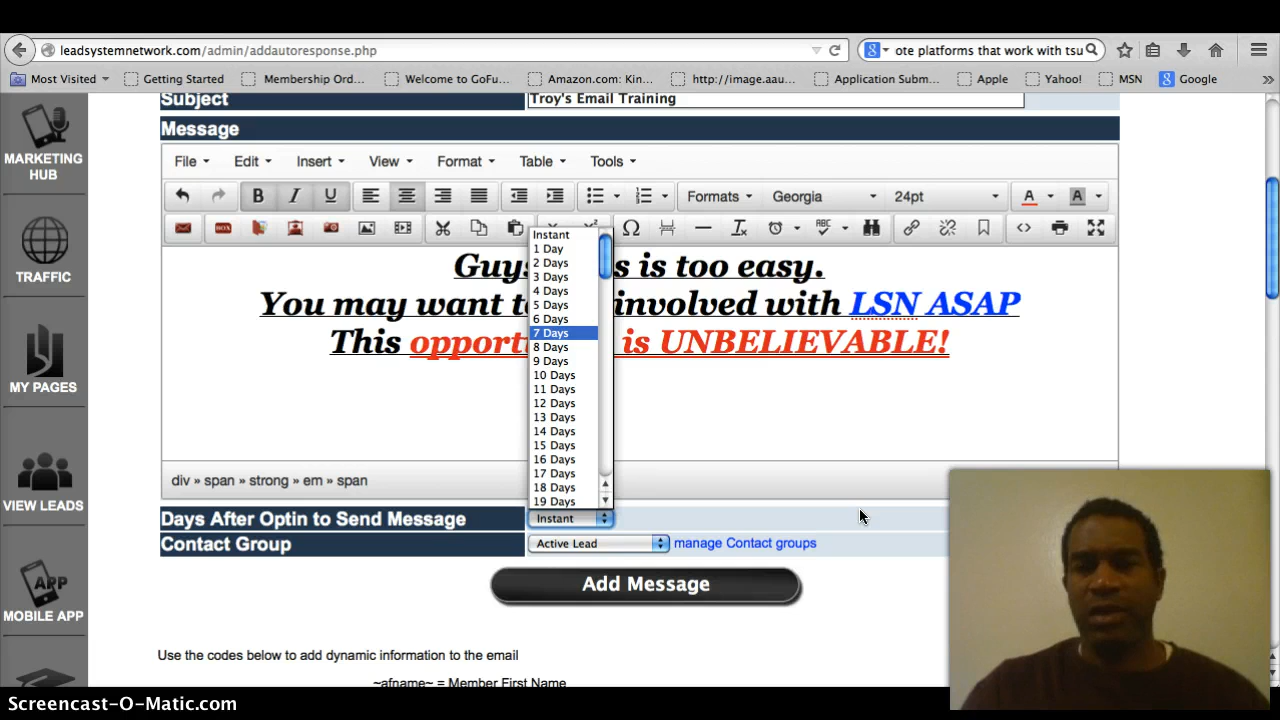 leadsystemnetwork.com/admin/addautoresponse.php
ote platforms that work with tsu
Most Visited
Getting Started
Membership Ord...
Welcome to GoFu...
Amazon.com: Kin...
http://image.aau...
Application Subm...
Apple
Yahoo!
MSN
Google
MARKETING HUB
TRAFFIC
MY PAGES
VIEW LEADS
APP
MOBILE APP
Subject
Troy's Email Training
Message
File
Edit
Insert
View
Format
Table
Tools
B
I
U
Formats
Georgia
24pt
A
A
BOX
Ω
ABC
Guys s is too easy.
You may want t involved with LSN ASAP
This opport is UNBELIEVABLE!
Instant
1 Day
2 Days
3 Days
4 Days
5 Days
6 Days
7 Days
8 Days
9 Days
10 Days
11 Days
12 Days
13 Days
14 Days
15 Days
16 Days
17 Days
18 Days
19 Days
div » span » strong » em » span
Days After Optin to Send Message
Instant
Contact Group
Active Lead
manage Contact groups
Add Message
Use the codes below to add dynamic information to the email
~afname~ = Member First Name
Screencast-O-Matic.com